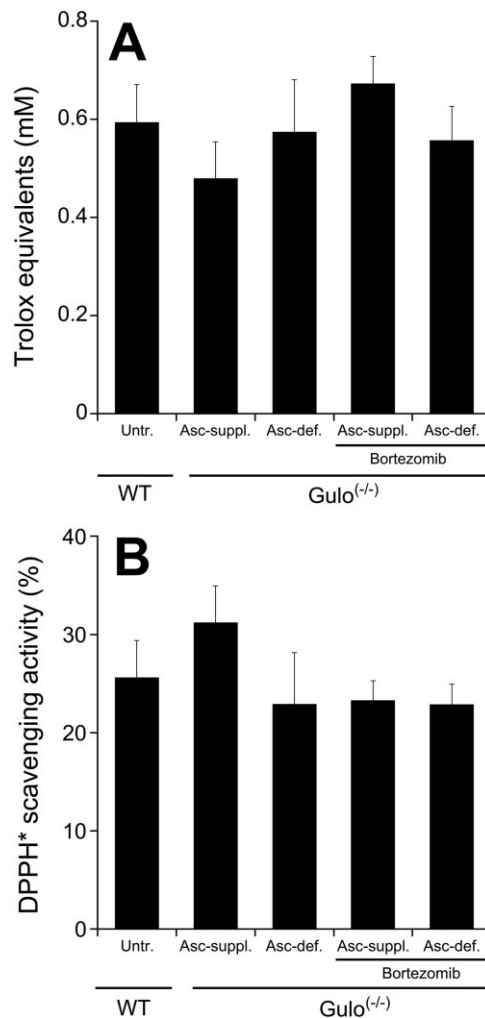 A
Trolox equivalents (mM)
0.8
0.6
0.4
0.2
0
Untr. Asc-suppl. Asc-def. Asc-suppl. Asc-def.
Bortezomib
WT Gulo(-/-)
B
DPPH* scavenging activity (%)
40
30
20
10
0
Untr. Asc-suppl. Asc-def. Asc-suppl. Asc-def.
Bortezomib
WT Gulo(-/-)